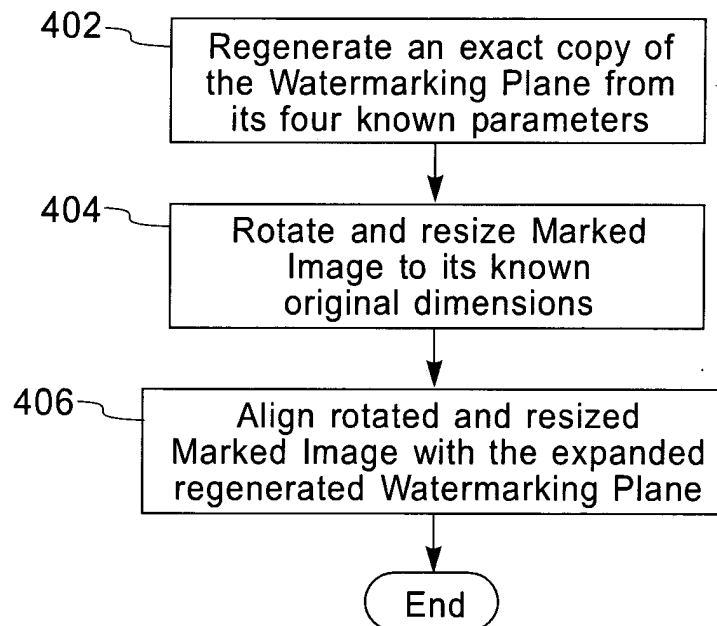 402
Regenerate an exact copy of
the Watermarking Plane from
its four known parameters
404
Rotate and resize Marked
Image to its known
original dimensions
406
Align rotated and resized
Marked Image with the expanded
regenerated Watermarking Plane
End